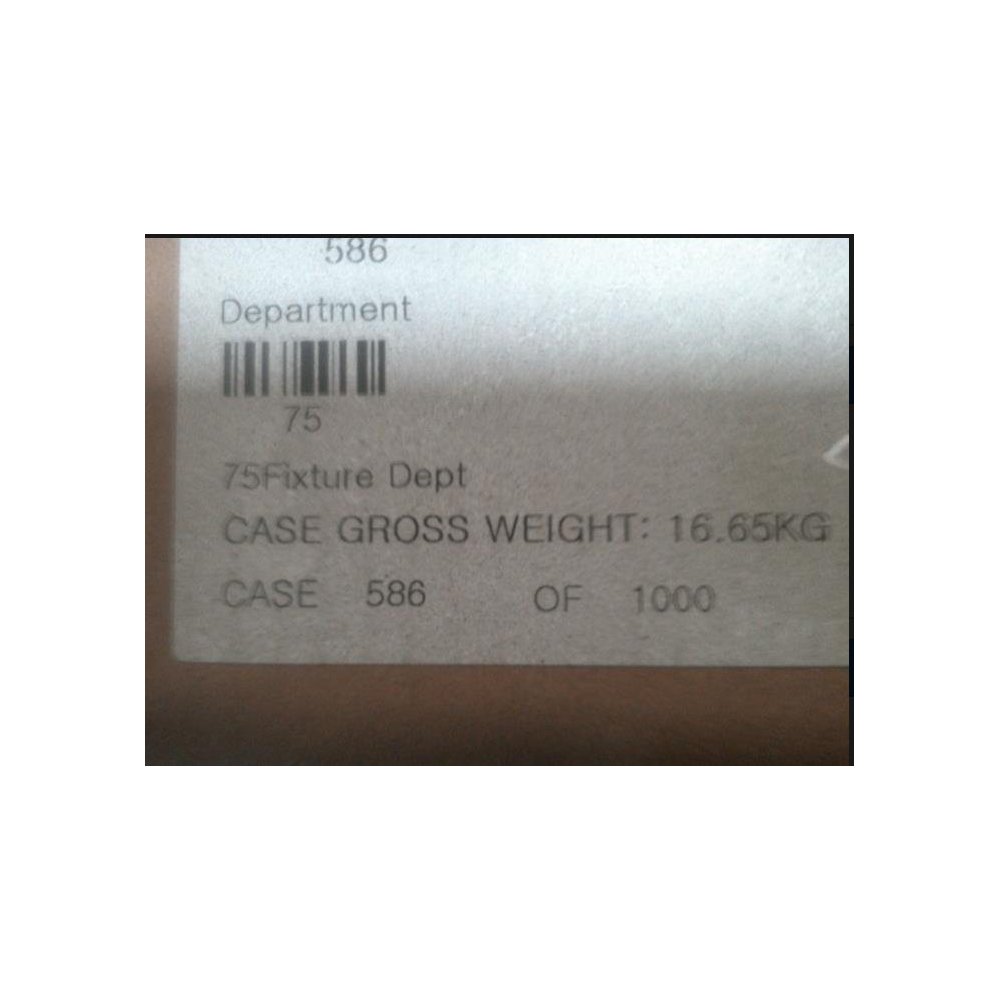 586
Department
75
75Fixture Dept
CASE GROSS WEIGHT: 16.65KG
CASE 586 OF 1000